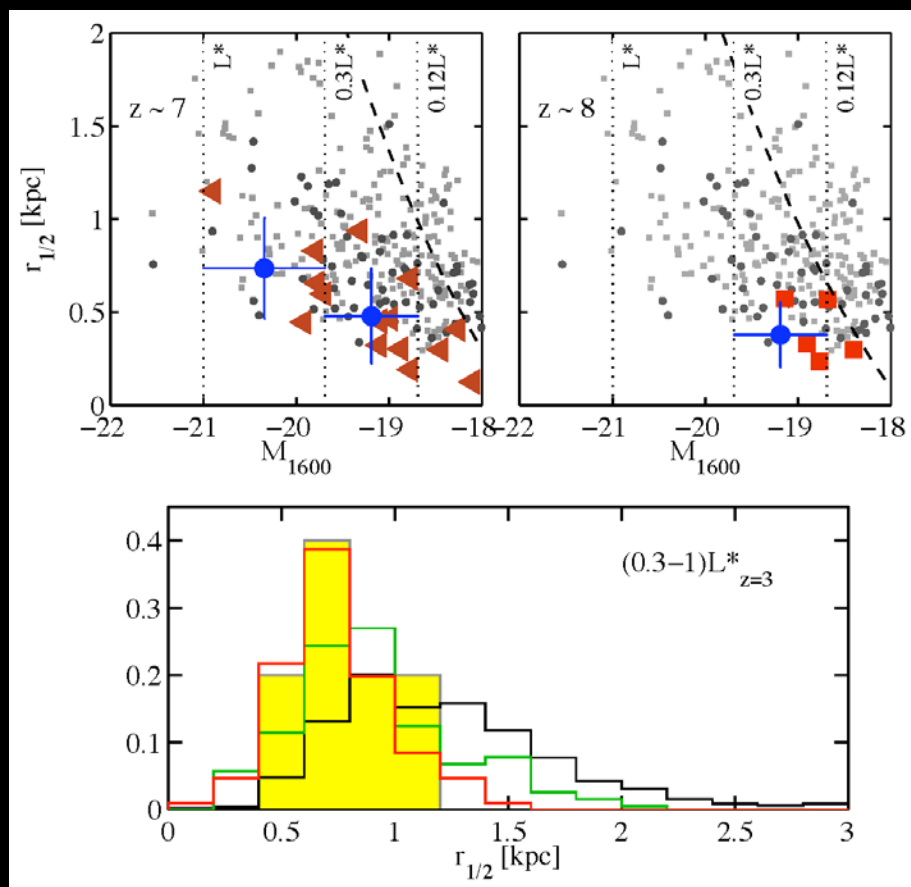 2
1.5
1
0.5
0
r1/2 [kpc]
z ~ 7
L*
0.3L*
0.12L*
−22
−21
−20
−19
−18
M1600
z ~ 8
L*
0.3L*
0.12L*
−22
−21
−20
−19
−18
M1600
0.4
0.3
0.2
0.1
0
(0.3−1)L*z=3
0
0.5
1
1.5
2
2.5
3
r1/2 [kpc]